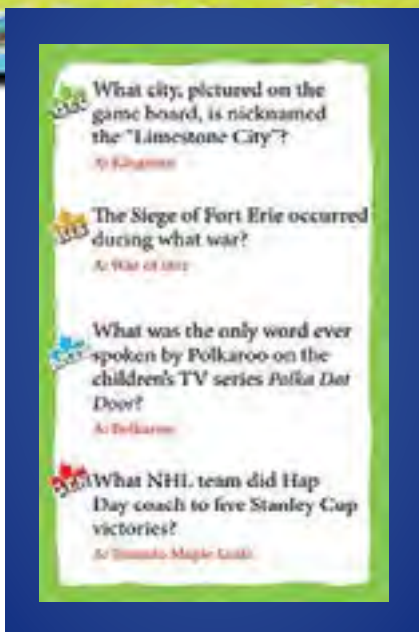 What city, pictured on the
game board, is nicknamed
the "Limestone City"?
A: Kingston
The Siege of Fort Erie occurred
during what war?
A: War of 1812
What was the only word ever
spoken by Polkaroo on the
children's TV series Polka Dot
Door?
A: Polkaroo
What NHL team did Hap
Day coach to five Stanley Cup
victories?
A: Toronto Maple Leafs